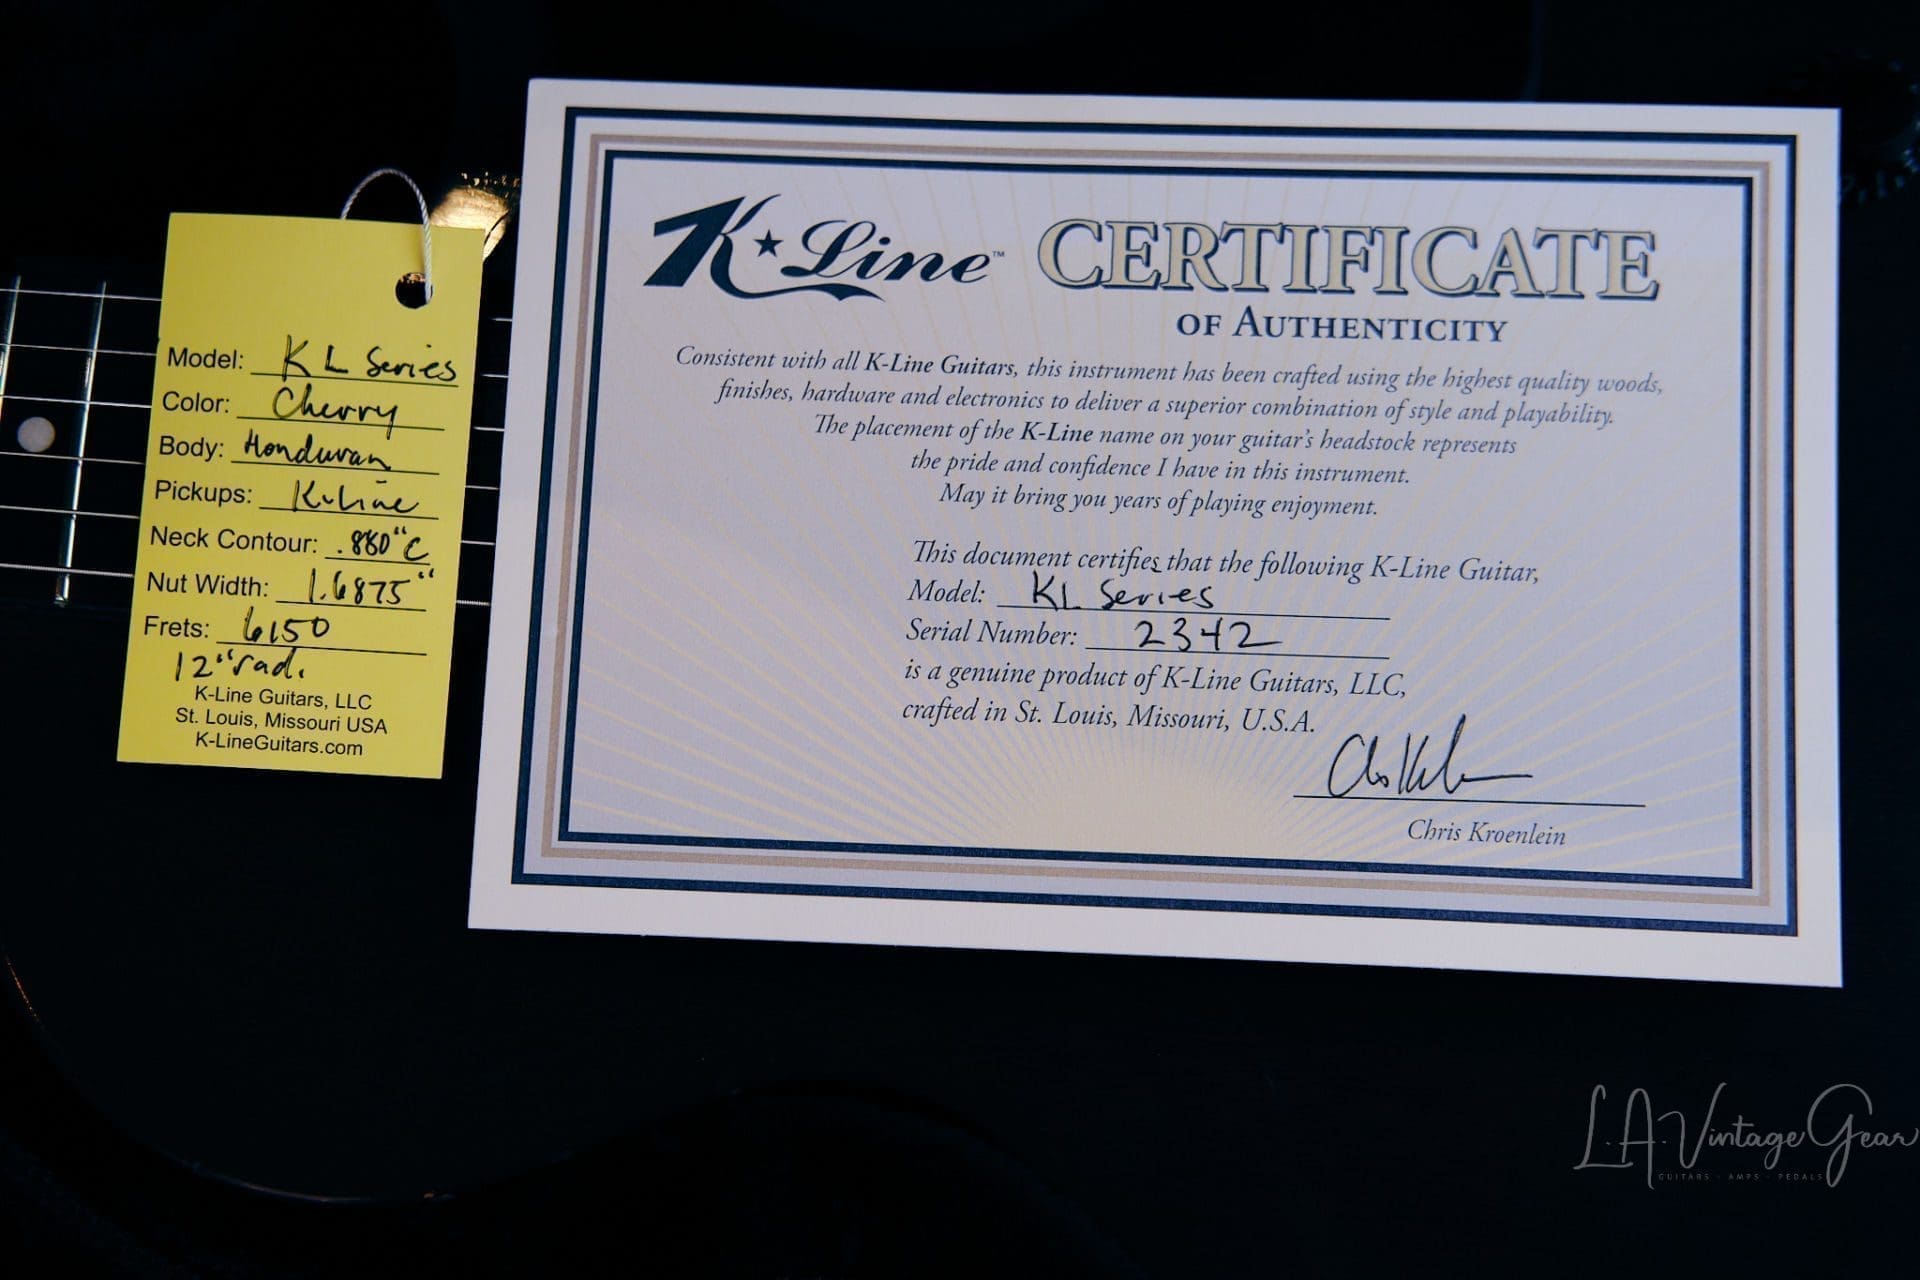 Model: KL Series
Color: Cherry
Body: Honduran
Pickups: K-Line
Neck Contour: .880" C
Nut Width: 1.6875"
Frets: 6150
12" rad.
K-Line Guitars, LLC
St. Louis, Missouri USA
K-LineGuitars.com
K★Line™ CERTIFICATE
OF AUTHENTICITY
Consistent with all K-Line Guitars, this instrument has been crafted using the highest quality woods,
finishes, hardware and electronics to deliver a superior combination of style and playability.
The placement of the K-Line name on your guitar's headstock represents
the pride and confidence I have in this instrument.
May it bring you years of playing enjoyment.
This document certifies that the following K-Line Guitar,
Model: KL Series
Serial Number: 2342
is a genuine product of K-Line Guitars, LLC,
crafted in St. Louis, Missouri, U.S.A.
Chris Kroenlein
L.A. Vintage Gear
GUITARS - AMPS - PEDALS